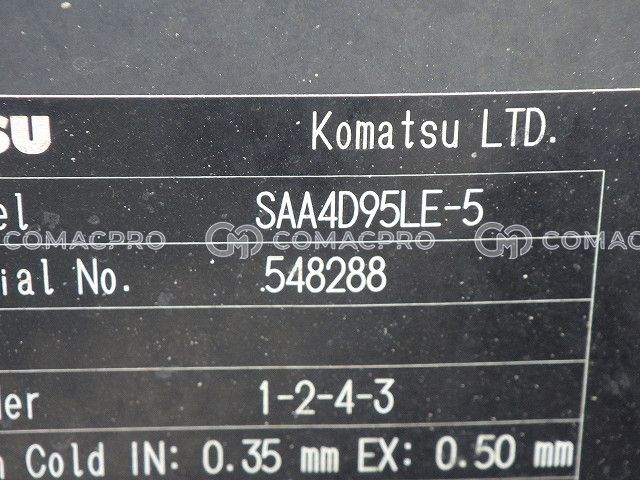 SU Komatsu LTD.
el SAA4D95LE-5
COMACPRO COMACPRO COMACPRO
ial No. 548288
der 1-2-4-3
n Cold IN: 0.35 mm EX: 0.50 mm